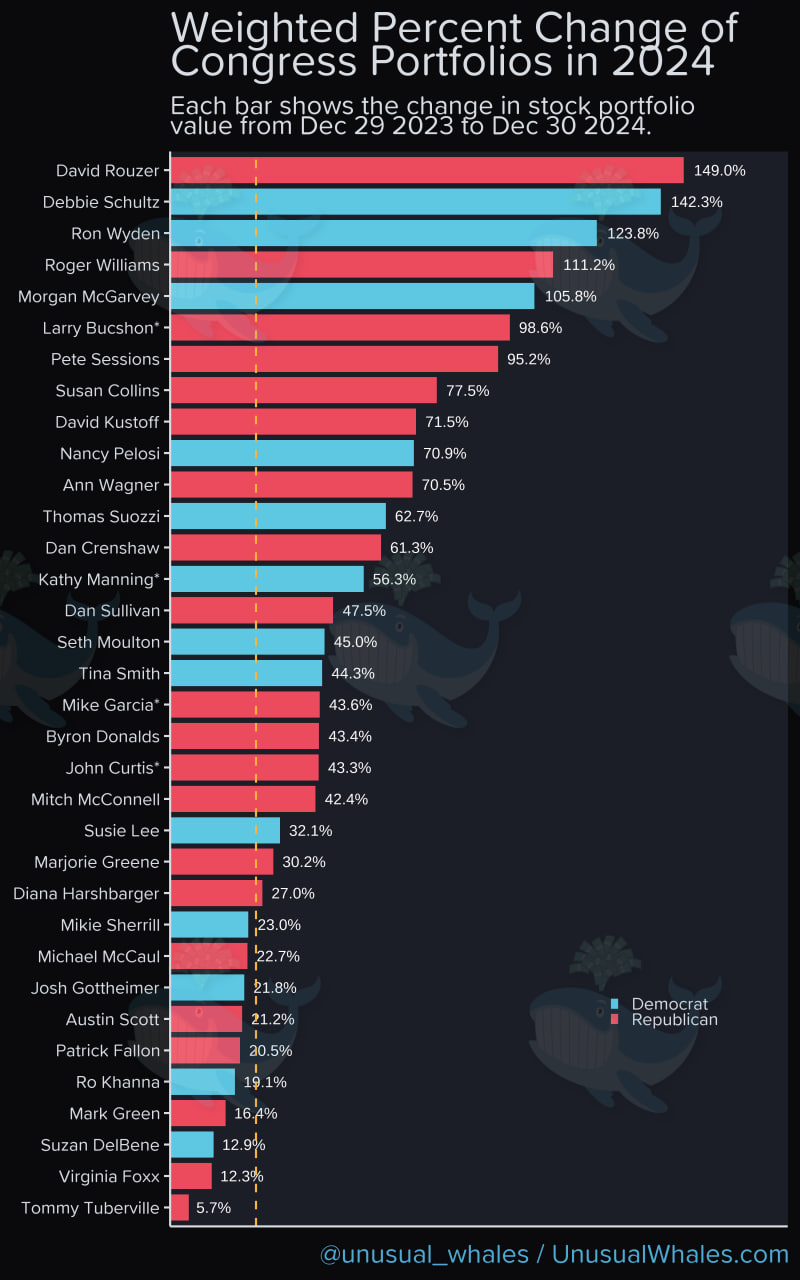 Weighted Percent Change of
Congress Portfolios in 2024
Each bar shows the change in stock portfolio
value from Dec 29 2023 to Dec 30 2024.
David Rouzer 149.0%
Debbie Schultz 142.3%
Ron Wyden 123.8%
Roger Williams 111.2%
Morgan McGarvey 105.8%
Larry Bucshon* 98.6%
Pete Sessions 95.2%
Susan Collins 77.5%
David Kustoff 71.5%
Nancy Pelosi 70.9%
Ann Wagner 70.5%
Thomas Suozzi 62.7%
Dan Crenshaw 61.3%
Kathy Manning* 56.3%
Dan Sullivan 47.5%
Seth Moulton 45.0%
Tina Smith 44.3%
Mike Garcia* 43.6%
Byron Donalds 43.4%
John Curtis* 43.3%
Mitch McConnell 42.4%
Susie Lee 32.1%
Marjorie Greene 30.2%
Diana Harshbarger 27.0%
Mikie Sherrill 23.0%
Michael McCaul 22.7%
Josh Gottheimer 21.8%
Austin Scott 21.2%
Patrick Fallon 20.5%
Ro Khanna 19.1%
Mark Green 16.4%
Suzan DelBene 12.9%
Virginia Foxx 12.3%
Tommy Tuberville 5.7%
Democrat
Republican
@unusual_whales / UnusualWhales.com